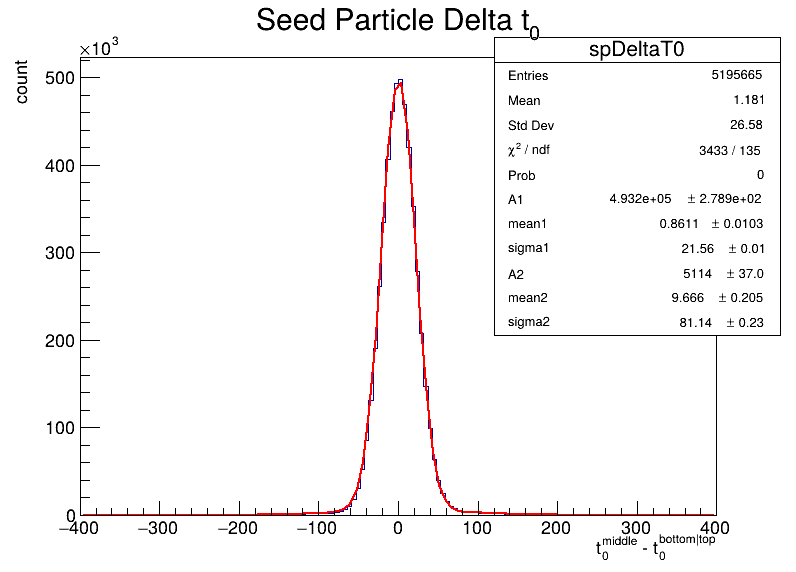 Seed Particle Delta t₀
×10³
count
500
400
300
200
100
0
−400 −300 −200 −100 0 100 200 300 400
t₀^middle - t₀^bottom|top
spDeltaT0
Entries 5195665
Mean 1.181
Std Dev 26.58
χ² / ndf 3433 / 135
Prob 0
A1 4.932e+05 ± 2.789e+02
mean1 0.8611 ± 0.0103
sigma1 21.56 ± 0.01
A2 5114 ± 37.0
mean2 9.666 ± 0.205
sigma2 81.14 ± 0.23